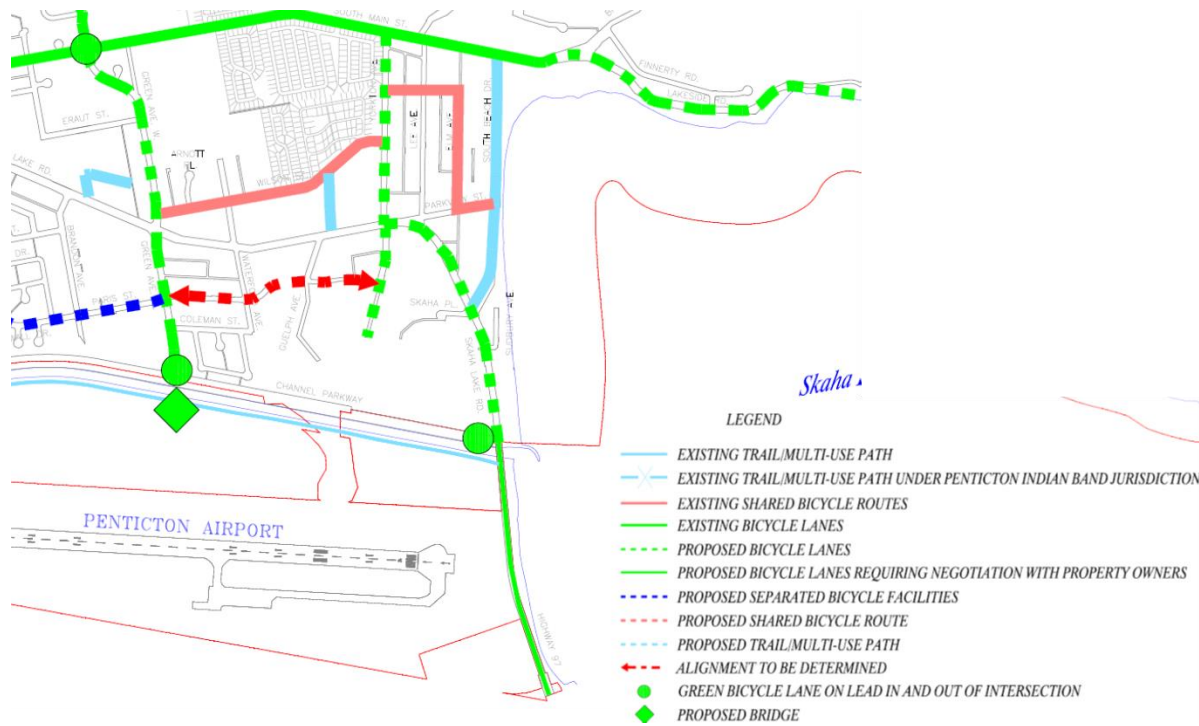 SOUTH MAIN ST.
FINNERTY RD.
LAKESIDE RD.
GREEN AVE W.
ERAUT ST.
LAKE RD.
PARKVIEW ST.
BRANDON AVE.
GREEN AVE.
PARIS ST.
COLEMAN ST.
GUELPH AVE.
SKAHA PL.
SKAHA LAKE RD.
CHANNEL PARKWAY
PENTICTON AIRPORT
HIGHWAY 97
Skaha
LEGEND
EXISTING TRAIL/MULTI-USE PATH
EXISTING TRAIL/MULTI-USE PATH UNDER PENTICTON INDIAN BAND JURISDICTION
EXISTING SHARED BICYCLE ROUTES
EXISTING BICYCLE LANES
PROPOSED BICYCLE LANES
PROPOSED BICYCLE LANES REQUIRING NEGOTIATION WITH PROPERTY OWNERS
PROPOSED SEPARATED BICYCLE FACILITIES
PROPOSED SHARED BICYCLE ROUTE
PROPOSED TRAIL/MULTI-USE PATH
ALIGNMENT TO BE DETERMINED
GREEN BICYCLE LANE ON LEAD IN AND OUT OF INTERSECTION
PROPOSED BRIDGE